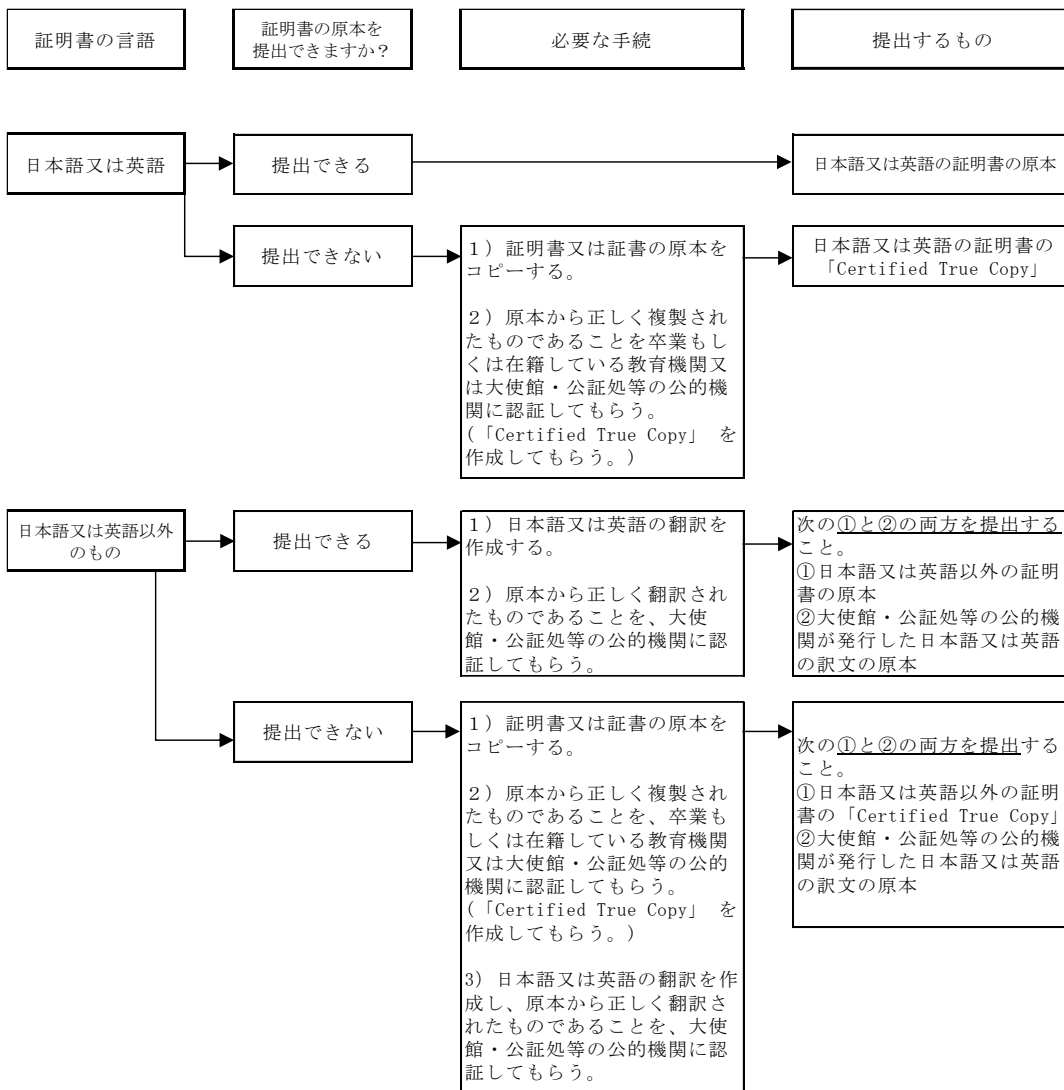 証明書の言語
証明書の原本を
提出できますか？
必要な手続
提出するもの
日本語又は英語
提出できる
日本語又は英語の証明書の原本
提出できない
１）証明書又は証書の原本を
コピーする。
２）原本から正しく複製され
たものであることを卒業もし
くは在籍している教育機関又
は大使館・公証処等の公的機
関に認証してもらう。
(「Certified True Copy」 を
作成してもらう。)
日本語又は英語の証明書の
「Certified True Copy」
日本語又は英語以外
のもの
提出できる
１）日本語又は英語の翻訳を
作成する。
２）原本から正しく翻訳され
たものであることを、大使
館・公証処等の公的機関に認
証してもらう。
次の①と②の両方を提出する
こと。
①日本語又は英語以外の証明
書の原本
②大使館・公証処等の公的機
関が発行した日本語又は英語
の訳文の原本
提出できない
１）証明書又は証書の原本を
コピーする。
２）原本から正しく複製され
たものであることを、卒業も
しくは在籍している教育機関
又は大使館・公証処等の公的
機関に認証してもらう。
(「Certified True Copy」 を
作成してもらう。)
3) 日本語又は英語の翻訳を作
成し、原本から正しく翻訳さ
れたものであることを、大使
館・公証処等の公的機関に認
証してもらう。
次の①と②の両方を提出する
こと。
①日本語又は英語以外の証明
書の「Certified True Copy」
②大使館・公証処等の公的機
関が発行した日本語又は英語
の訳文の原本